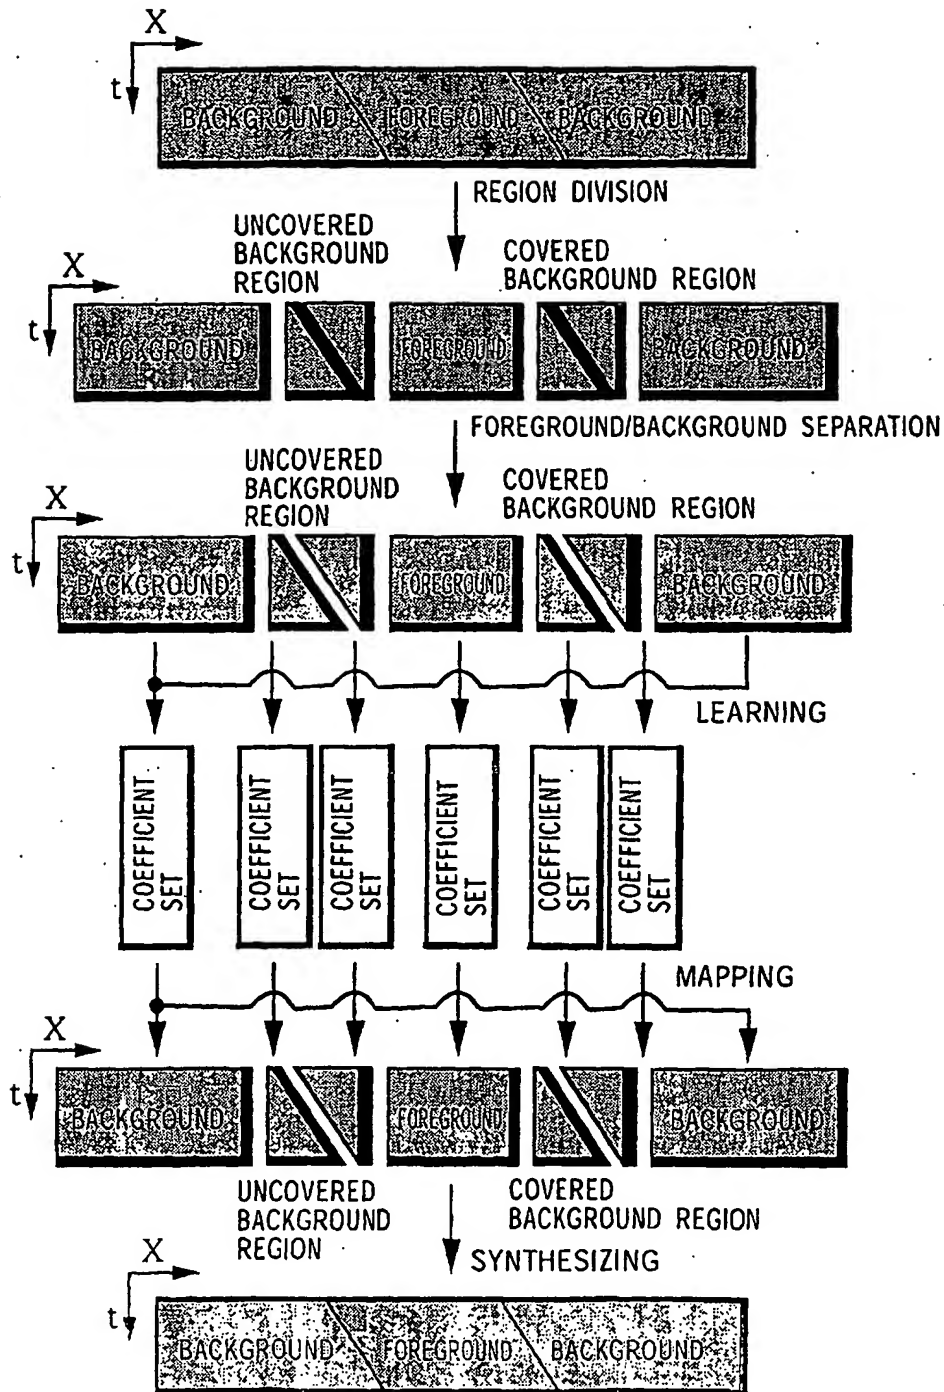 X
t
BACKGROUND FOREGROUND BACKGROUND
REGION DIVISION
UNCOVERED
BACKGROUND
REGION
COVERED
BACKGROUND REGION
X
t
BACKGROUND FOREGROUND BACKGROUND
FOREGROUND/BACKGROUND SEPARATION
UNCOVERED
BACKGROUND
REGION
COVERED
BACKGROUND REGION
X
t
BACKGROUND FOREGROUND BACKGROUND
LEARNING
COEFFICIENT
SET
COEFFICIENT
SET
COEFFICIENT
SET
COEFFICIENT
SET
COEFFICIENT
SET
COEFFICIENT
SET
MAPPING
X
t
BACKGROUND FOREGROUND BACKGROUND
UNCOVERED
BACKGROUND
REGION
COVERED
BACKGROUND REGION
SYNTHESIZING
X
t
BACKGROUND FOREGROUND BACKGROUND